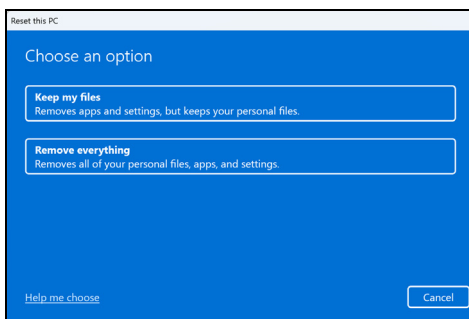 Reset this PC
Choose an option
Keep my files
Removes apps and settings, but keeps your personal files.
Remove everything
Removes all of your personal files, apps, and settings.
Help me choose
Cancel